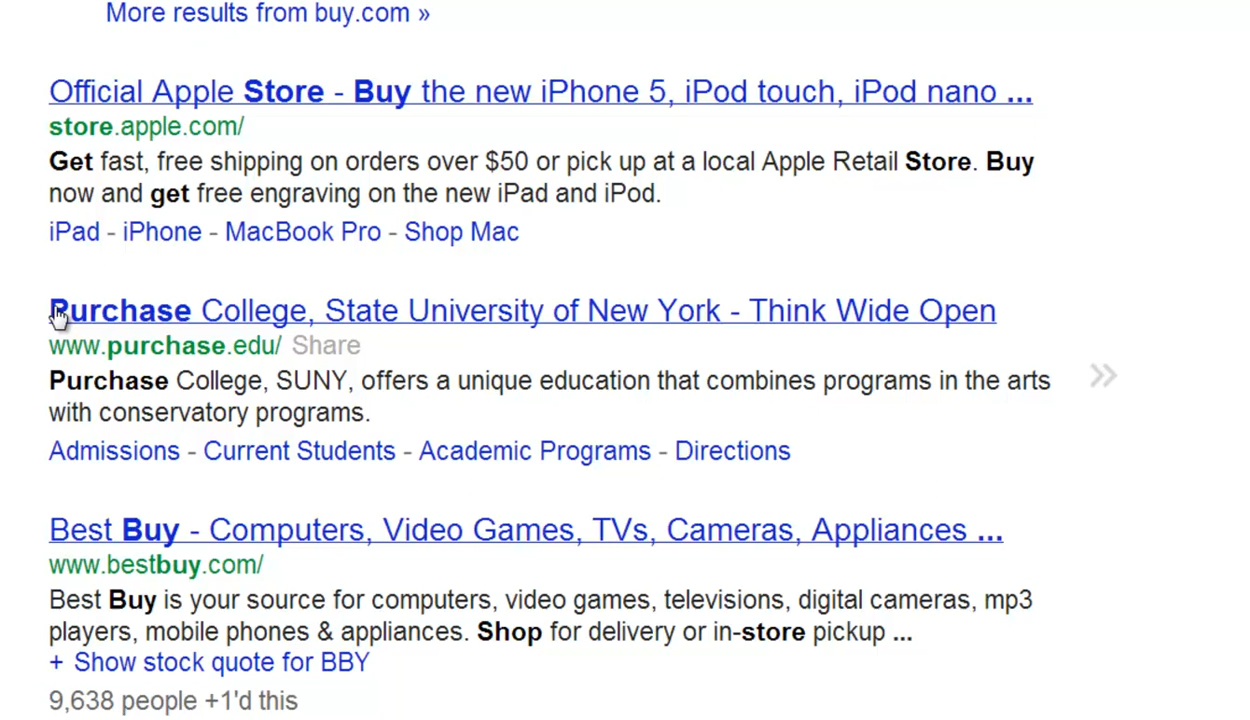 More results from buy.com »
Official Apple Store - Buy the new iPhone 5, iPod touch, iPod nano ...
store.apple.com/
Get fast, free shipping on orders over $50 or pick up at a local Apple Retail Store. Buy
now and get free engraving on the new iPad and iPod.
iPad - iPhone - MacBook Pro - Shop Mac
Purchase College, State University of New York - Think Wide Open
www.purchase.edu/ Share
Purchase College, SUNY, offers a unique education that combines programs in the arts
with conservatory programs.
Admissions - Current Students - Academic Programs - Directions
Best Buy - Computers, Video Games, TVs, Cameras, Appliances ...
www.bestbuy.com/
Best Buy is your source for computers, video games, televisions, digital cameras, mp3
players, mobile phones & appliances. Shop for delivery or in-store pickup ...
+ Show stock quote for BBY
9,638 people +1'd this